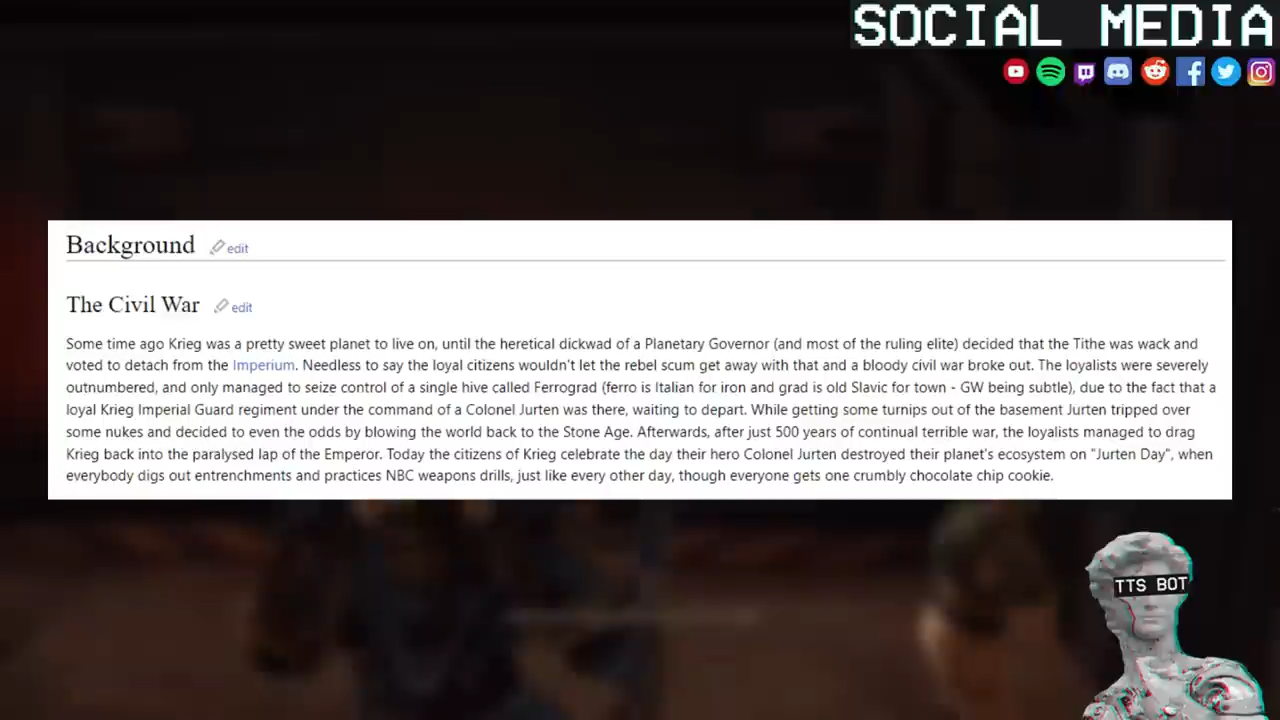 SOCIAL MEDIA
Background edit
The Civil War edit
Some time ago Krieg was a pretty sweet planet to live on, until the heretical dickwad of a Planetary Governor (and most of the ruling elite) decided that the Tithe was wack and
voted to detach from the Imperium. Needless to say the loyal citizens wouldn't let the rebel scum get away with that and a bloody civil war broke out. The loyalists were severely
outnumbered, and only managed to seize control of a single hive called Ferrograd (ferro is Italian for iron and grad is old Slavic for town - GW being subtle), due to the fact that a
loyal Krieg Imperial Guard regiment under the command of a Colonel Jurten was there, waiting to depart. While getting some turnips out of the basement Jurten tripped over
some nukes and decided to even the odds by blowing the world back to the Stone Age. Afterwards, after just 500 years of continual terrible war, the loyalists managed to drag
Krieg back into the paralysed lap of the Emperor. Today the citizens of Krieg celebrate the day their hero Colonel Jurten destroyed their planet's ecosystem on "Jurten Day", when
everybody digs out entrenchments and practices NBC weapons drills, just like every other day, though everyone gets one crumbly chocolate chip cookie.
TTS BOT